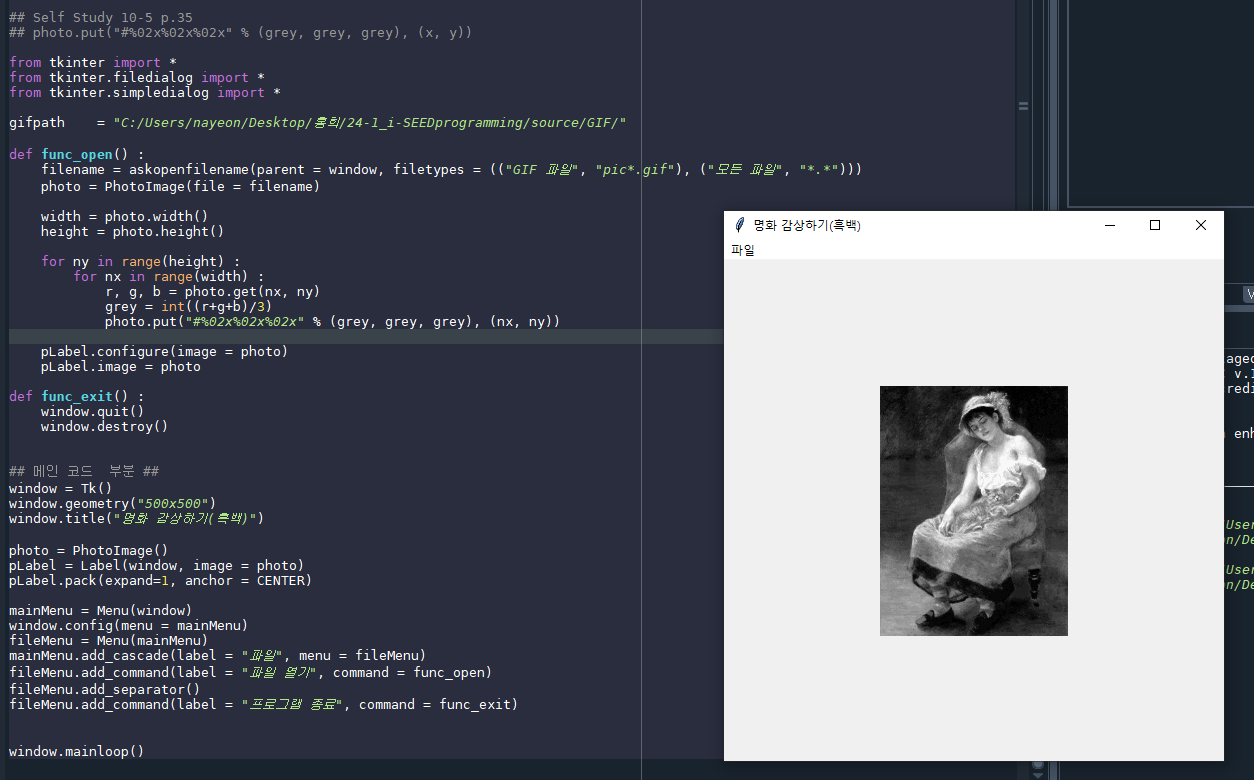 ## Self Study 10-5 p.35
## photo.put("#%02x%02x%02x" % (grey, grey, grey), (x, y))
from tkinter import *
from tkinter.filedialog import *
from tkinter.simpledialog import *
gifpath    = "C:/Users/nayeon/Desktop/홍희/24-1_i-SEEDprogramming/source/GIF/"
def func_open() :
    filename = askopenfilename(parent = window, filetypes = (("GIF 파일", "pic*.gif"), ("모든 파일", "*.*")))
    photo = PhotoImage(file = filename)
    width = photo.width()
    height = photo.height()
    for ny in range(height) :
        for nx in range(width) :
            r, g, b = photo.get(nx, ny)
            grey = int((r+g+b)/3)
            photo.put("#%02x%02x%02x" % (grey, grey, grey), (nx, ny))
    pLabel.configure(image = photo)
    pLabel.image = photo
def func_exit() :
    window.quit()
    window.destroy()
## 메인 코드  부분 ##
window = Tk()
window.geometry("500x500")
window.title("명화 감상하기(흑백)")
photo = PhotoImage()
pLabel = Label(window, image = photo)
pLabel.pack(expand=1, anchor = CENTER)
mainMenu = Menu(window)
window.config(menu = mainMenu)
fileMenu = Menu(mainMenu)
mainMenu.add_cascade(label = "파일", menu = fileMenu)
fileMenu.add_command(label = "파일 열기", command = func_open)
fileMenu.add_separator()
fileMenu.add_command(label = "프로그램 종료", command = func_exit)
window.mainloop()
명화 감상하기(흑백)
파일
v.1
redi
enh
User
n/De
User
n/De